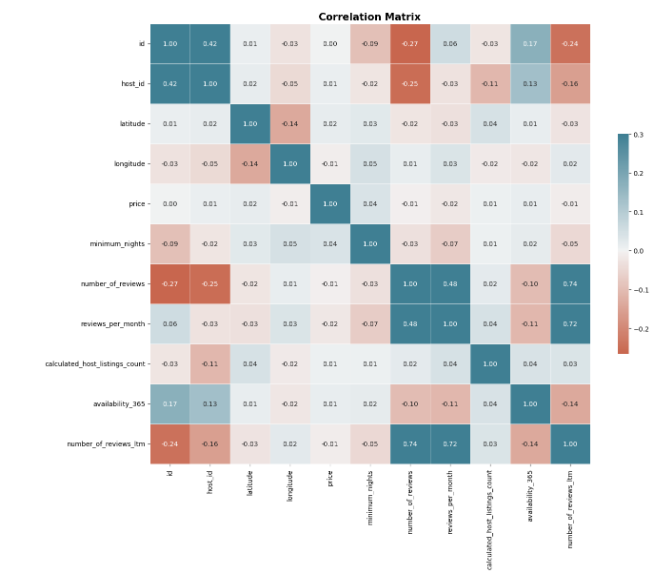 Correlation Matrix
id 1.00 0.42 0.01 -0.03 0.00 -0.09 -0.27 0.06 -0.03 0.17 -0.24
host_id 0.42 1.00 0.02 -0.05 0.01 -0.02 -0.25 -0.03 -0.11 0.13 -0.16
latitude 0.01 0.02 1.00 -0.14 0.02 0.03 -0.02 -0.03 0.04 0.01 -0.03
longitude -0.03 -0.05 -0.14 1.00 -0.01 0.05 0.01 0.03 -0.02 -0.02 0.02
price 0.00 0.01 0.02 -0.01 1.00 0.04 -0.01 -0.02 0.01 0.01 -0.01
minimum_nights -0.09 -0.02 0.03 0.05 0.04 1.00 -0.03 -0.07 0.01 0.02 -0.05
number_of_reviews -0.27 -0.25 -0.02 0.01 -0.01 -0.03 1.00 0.48 0.02 -0.10 0.74
reviews_per_month 0.06 -0.03 -0.03 0.03 -0.02 -0.07 0.48 1.00 0.04 -0.11 0.72
calculated_host_listings_count -0.03 -0.11 0.04 -0.02 0.01 0.01 0.02 0.04 1.00 0.04 0.03
availability_365 0.17 0.13 0.01 -0.02 0.01 0.02 -0.10 -0.11 0.04 1.00 -0.14
number_of_reviews_ltm -0.24 -0.16 -0.03 0.02 -0.01 -0.05 0.74 0.72 0.03 -0.14 1.00
id
host_id
latitude
longitude
price
minimum_nights
number_of_reviews
reviews_per_month
calculated_host_listings_count
availability_365
number_of_reviews_ltm
0.3
0.2
0.1
0.0
-0.1
-0.2